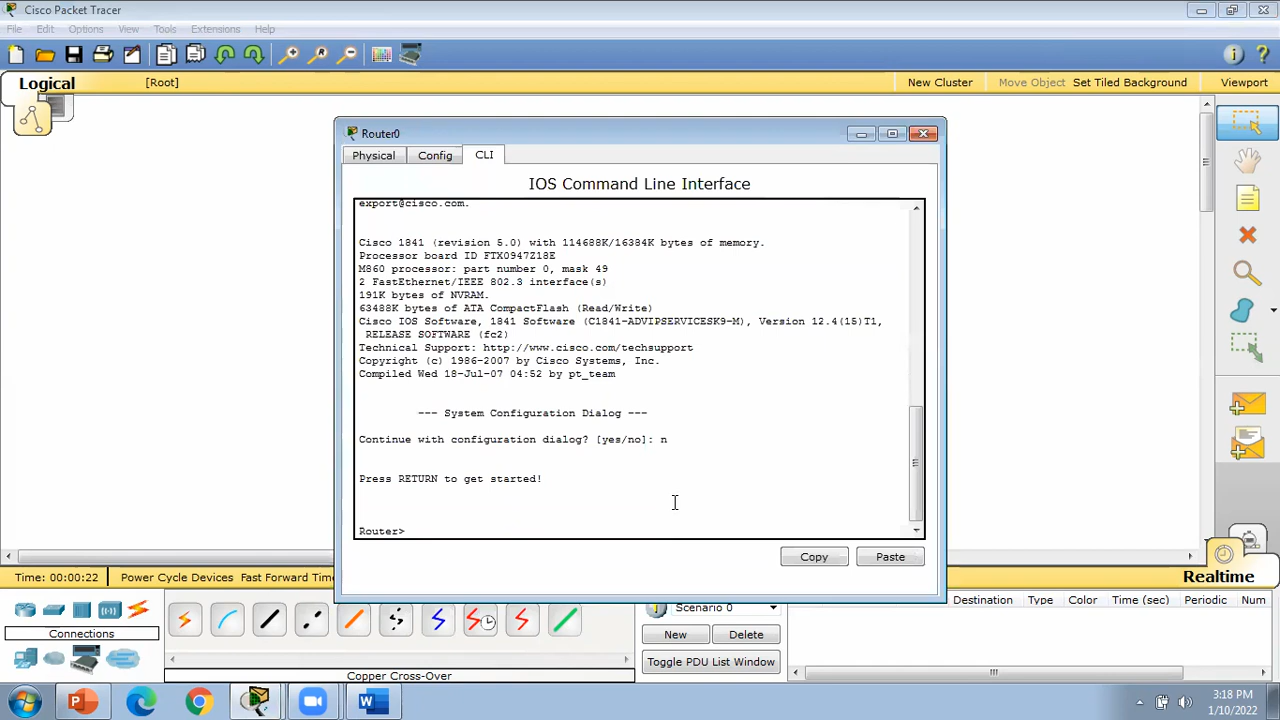 Cisco Packet Tracer
File Edit Options View Tools Extensions Help
Logical [Root] New Cluster Move Object Set Tiled Background Viewport
Router0
Physical Config CLI
IOS Command Line Interface
export@cisco.com.
Cisco 1841 (revision 5.0) with 114688K/16384K bytes of memory.
Processor board ID FTX0947Z18E
M860 processor: part number 0, mask 49
2 FastEthernet/IEEE 802.3 interface(s)
191K bytes of NVRAM.
63488K bytes of ATA CompactFlash (Read/Write)
Cisco IOS Software, 1841 Software (C1841-ADVIPSERVICESK9-M), Version 12.4(15)T1,
RELEASE SOFTWARE (fc2)
Technical Support: http://www.cisco.com/techsupport
Copyright (c) 1986-2007 by Cisco Systems, Inc.
Compiled Wed 18-Jul-07 04:52 by pt_team
--- System Configuration Dialog ---
Continue with configuration dialog? [yes/no]: n
Press RETURN to get started!
Router>
Copy Paste
Time: 00:00:22 Power Cycle Devices Fast Forward Time
Realtime
Scenario 0
Destination Type Color Time (sec) Periodic Num
Connections
New Delete
Toggle PDU List Window
Copper Cross-Over
3:18 PM
1/10/2022